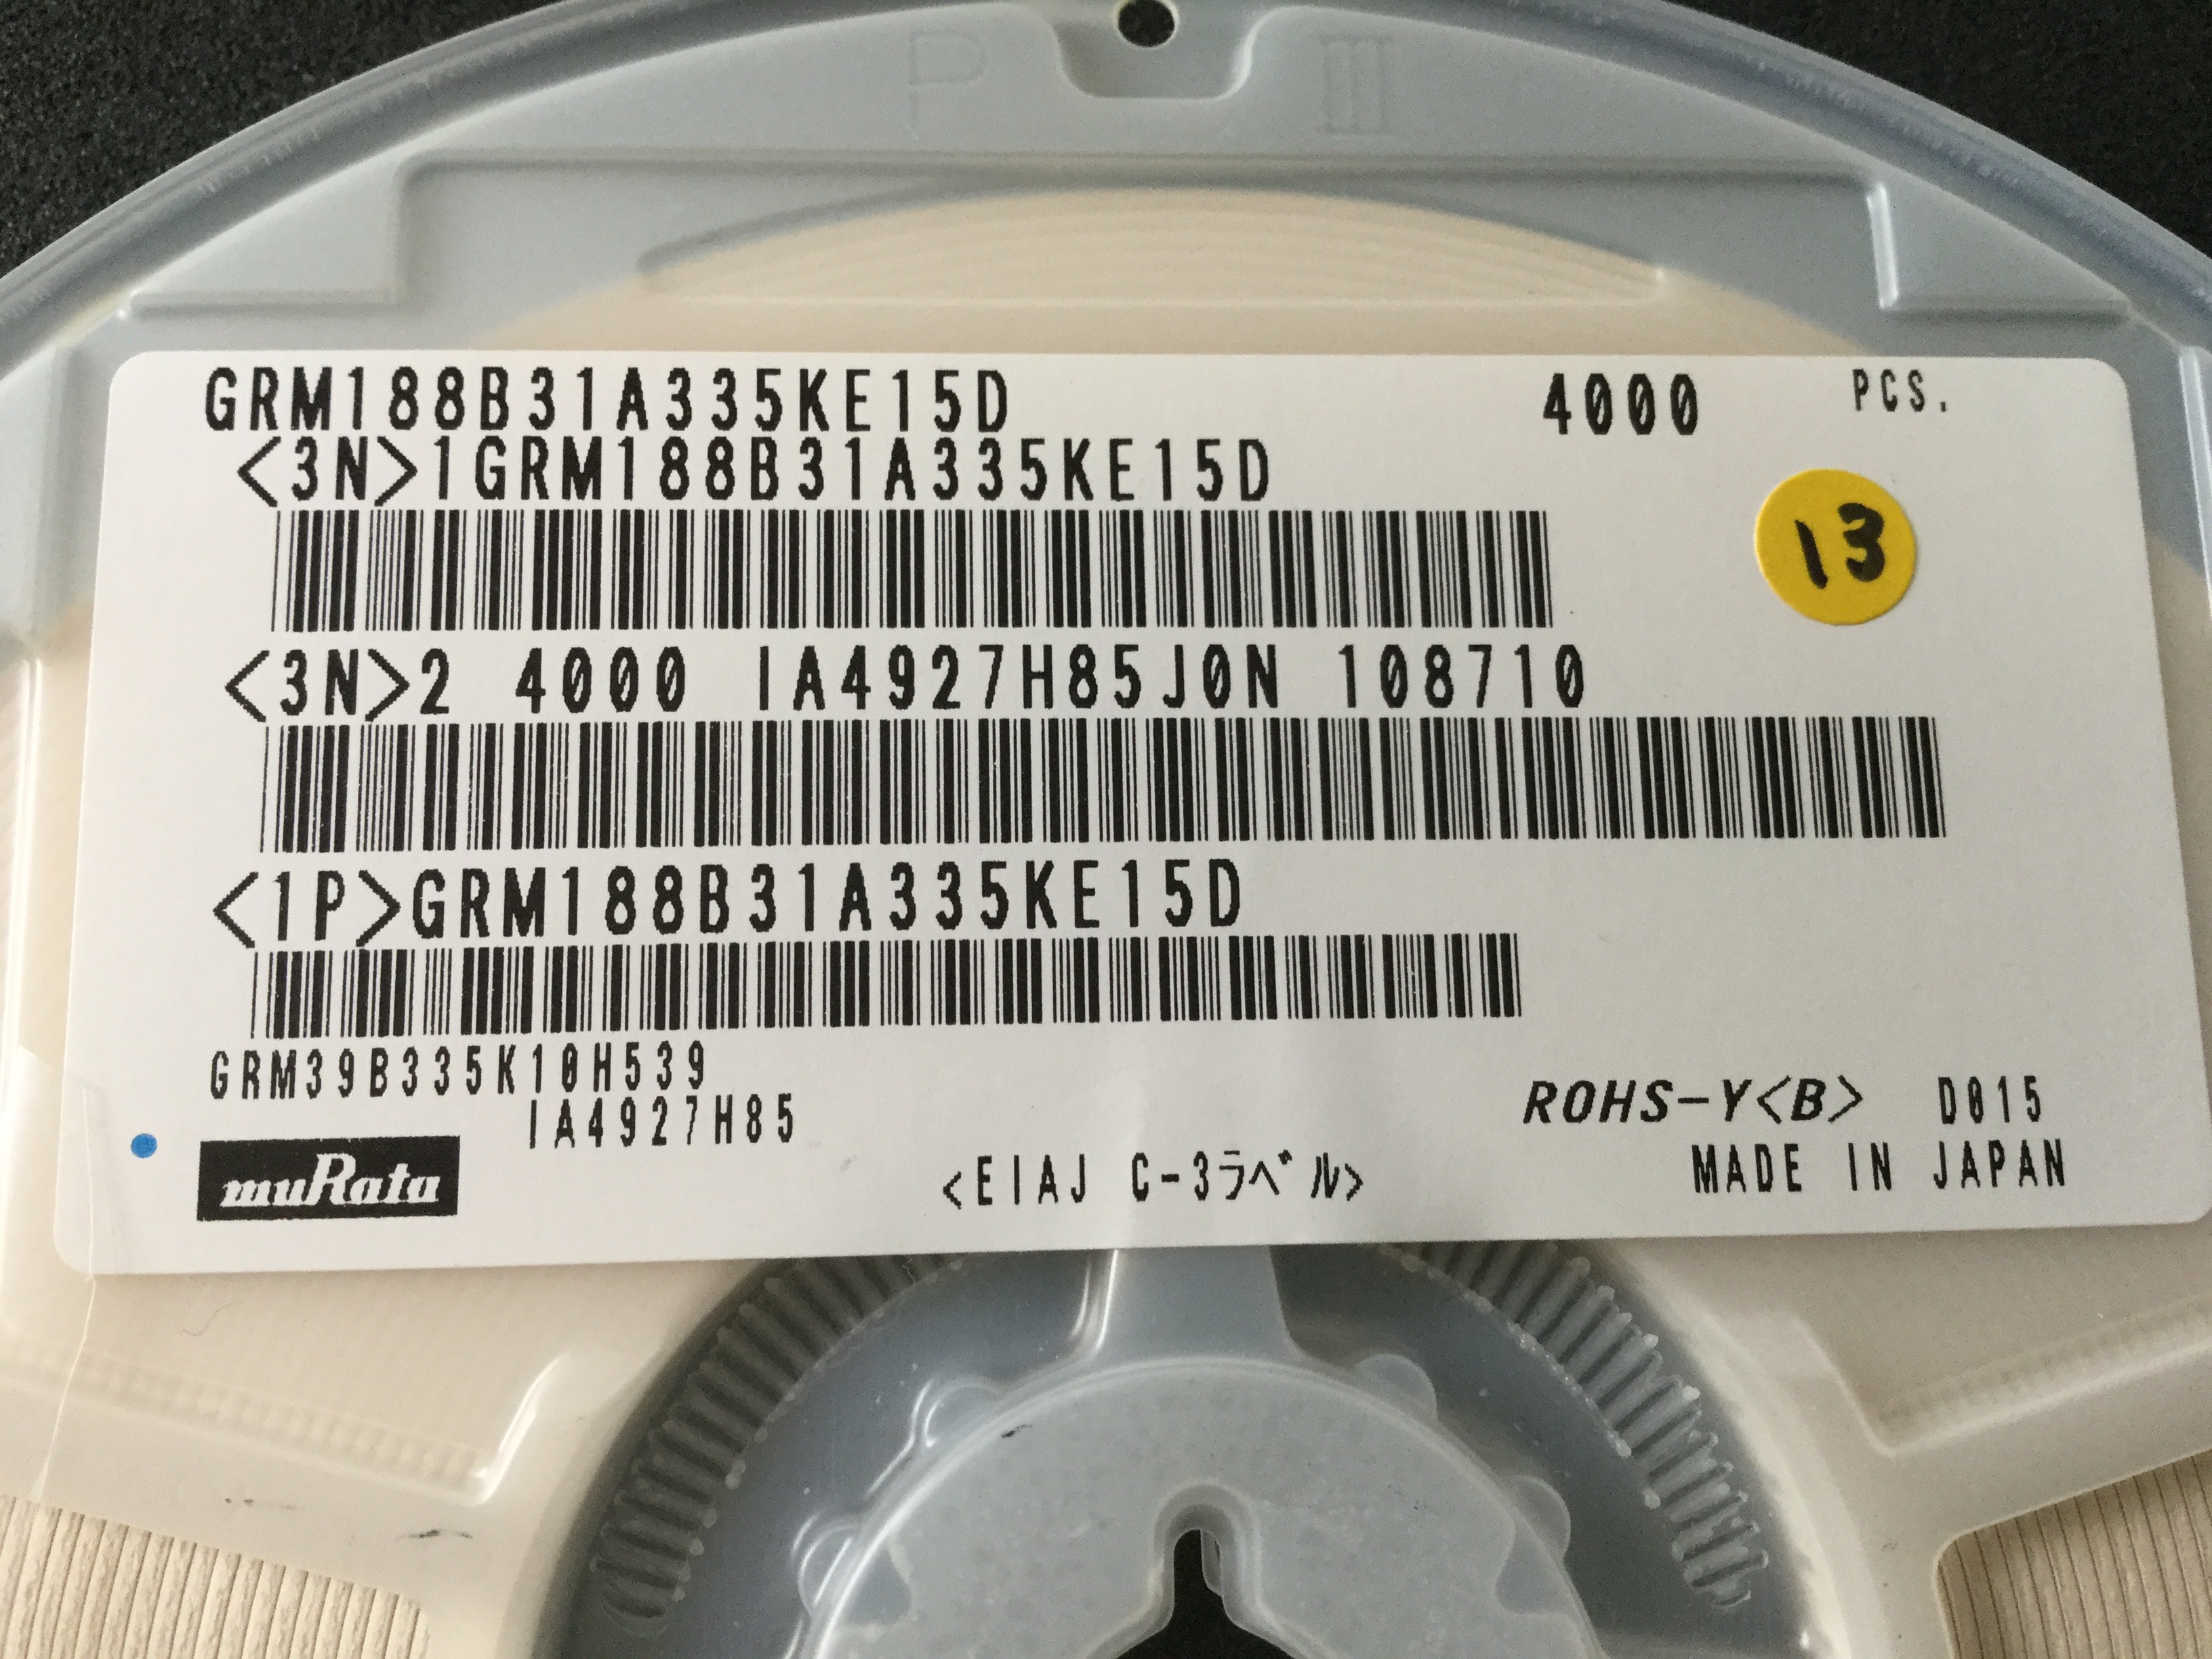 P III
GRM188B31A335KE15D 4000 PCS.
<3N>1GRM188B31A335KE15D
13
<3N>2 4000 IA4927H85J0N 108710
<1P>GRM188B31A335KE15D
GRM39B335K10H539
IA4927H85
ROHS-Y<B> D015
muRata
<EIAJ C-3ラベル>
MADE IN JAPAN